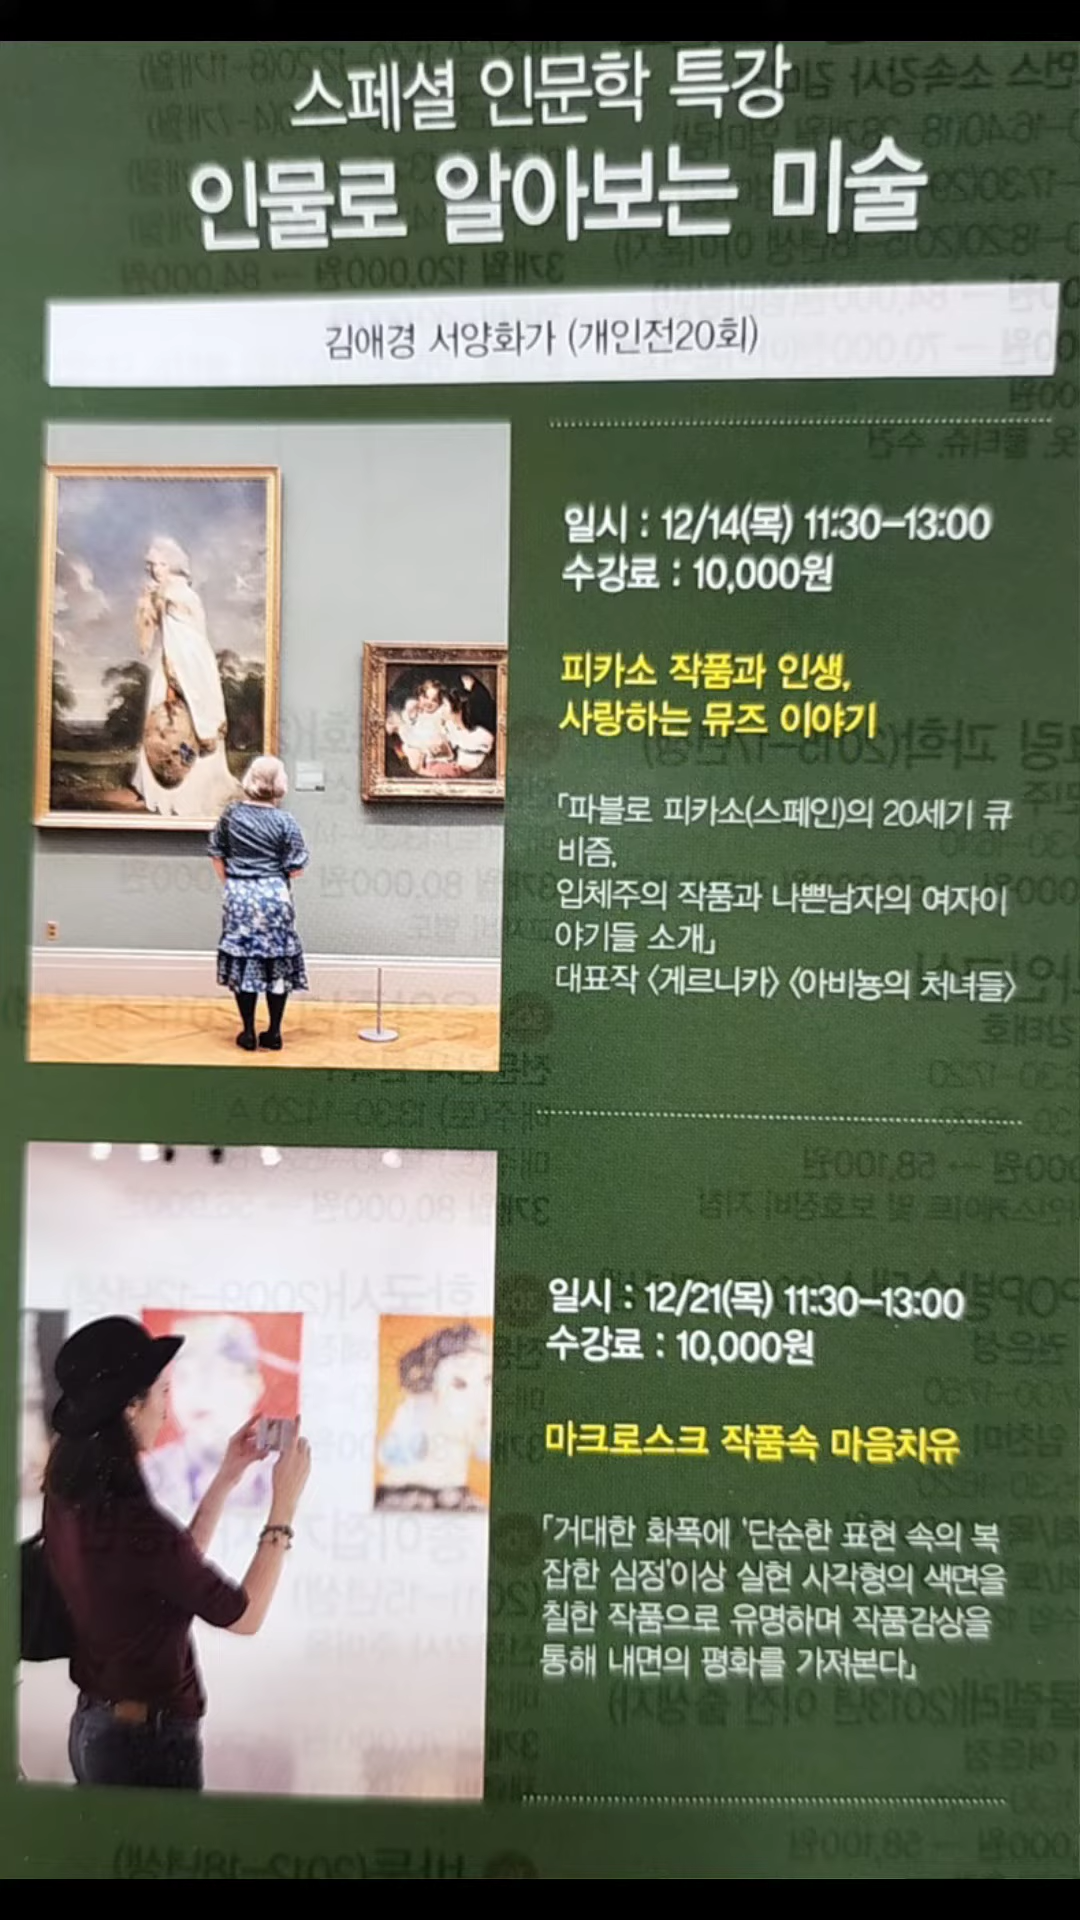 스페셜 인문학 특강
인물로 알아보는 미술
김애경 서양화가 (개인전20회)
일시 : 12/14(목) 11:30-13:00
수강료 : 10,000원
피카소 작품과 인생,
사랑하는 뮤즈 이야기
「파블로 피카소(스페인)의 20세기 큐
비즘,
입체주의 작품과 나쁜남자의 여자이
야기들 소개」
대표작 〈게르니카〉 〈아비뇽의 처녀들〉
일시 : 12/21(목) 11:30-13:00
수강료 : 10,000원
마크로스크 작품속 마음치유
「거대한 화폭에 '단순한 표현 속의 복
잡한 심정'이상 실현 사각형의 색면을
칠한 작품으로 유명하며 작품감상을
통해 내면의 평화를 가져본다」